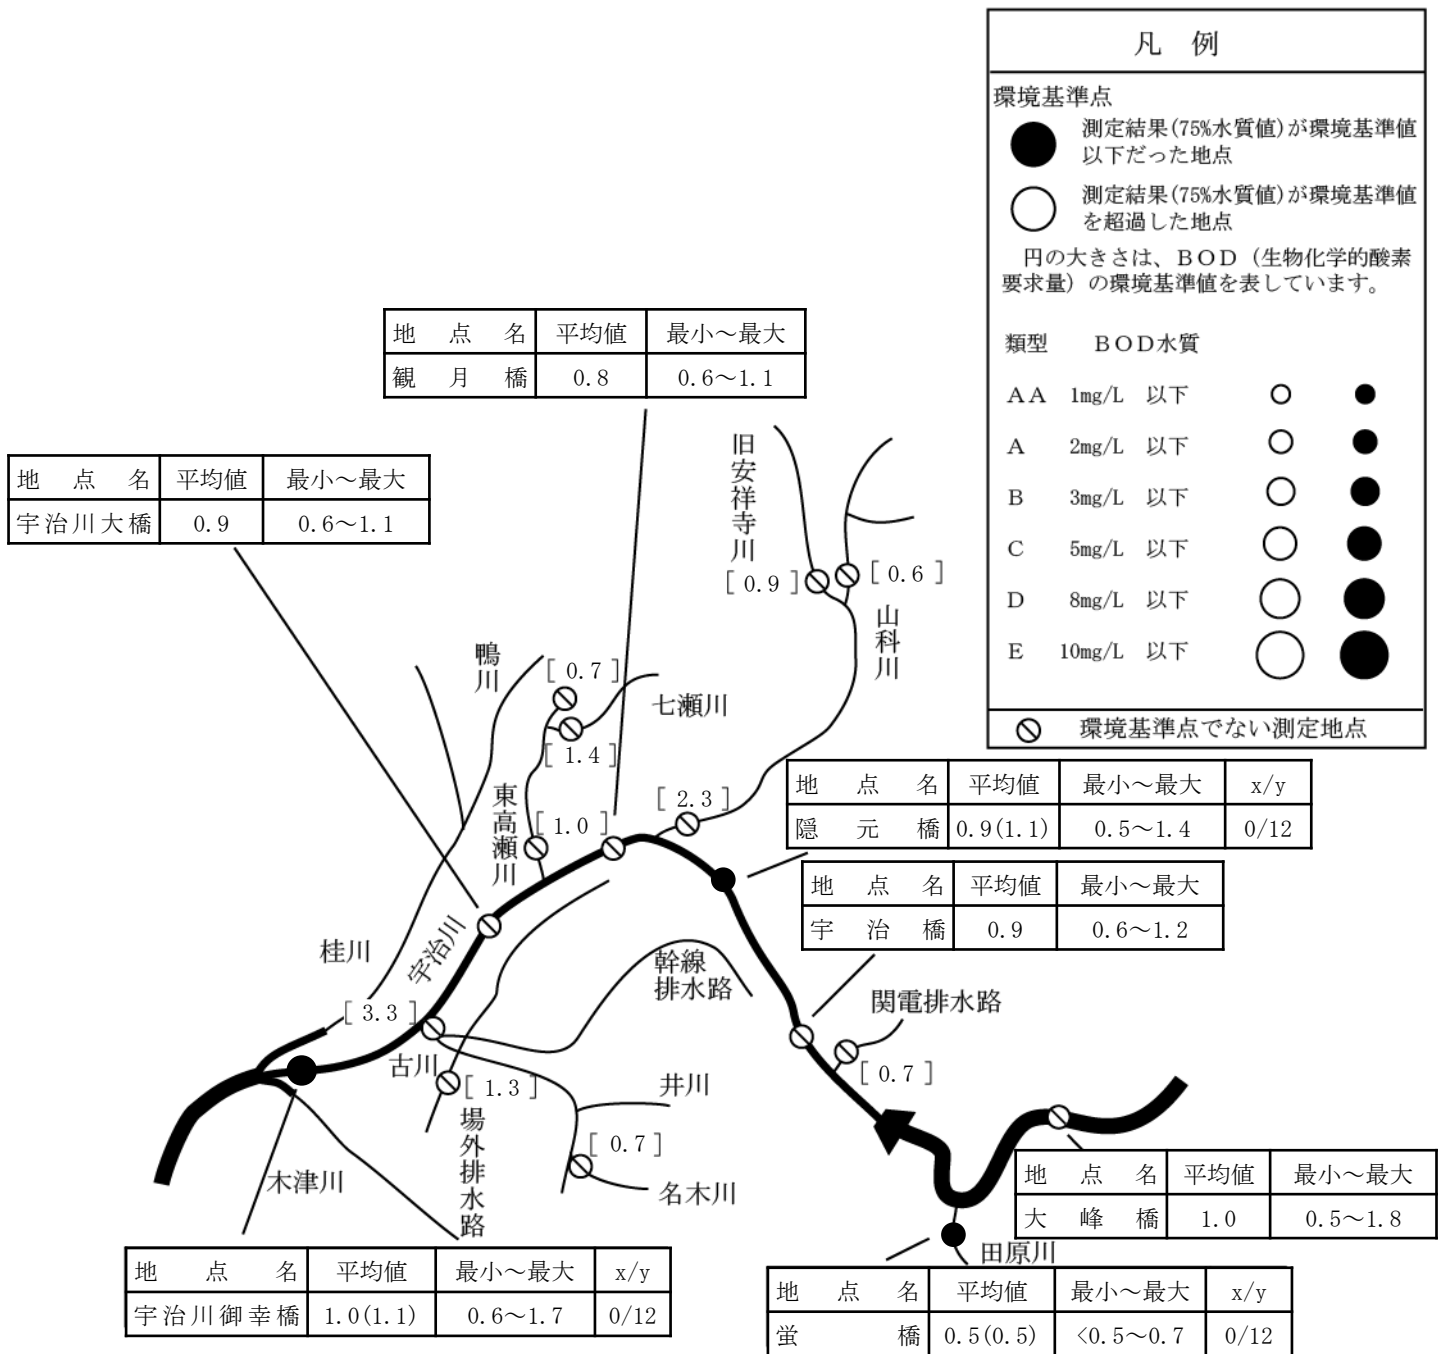 凡例
環境基準点
測定結果(75%水質値)が環境基準値
以下だった地点
測定結果(75%水質値)が環境基準値
を超過した地点
円の大きさは、BOD(生物化学的酸素
要求量)の環境基準値を表しています。
類型 BOD水質
AA 1mg/L 以下
A 2mg/L 以下
B 3mg/L 以下
C 5mg/L 以下
D 8mg/L 以下
E 10mg/L 以下
環境基準点でない測定地点
地点名 平均値 最小～最大
観月橋 0.8 0.6～1.1
地点名 平均値 最小～最大
宇治川大橋 0.9 0.6～1.1
旧安祥寺川
[ 0.9 ]
[ 0.6 ]
山科川
鴨川
[ 0.7 ]
七瀬川
[ 1.4 ]
東高瀬川
[ 1.0 ]
[ 2.3 ]
地点名 平均値 最小～最大 x/y
隠元橋 0.9(1.1) 0.5～1.4 0/12
地点名 平均値 最小～最大
宇治橋 0.9 0.6～1.2
桂川
宇治川
幹線
排水路
関電排水路
[ 3.3 ]
古川
[ 1.3 ]
井川
[ 0.7 ]
場外排水路
[ 0.7 ]
名木川
木津川
地点名 平均値 最小～最大
大峰橋 1.0 0.5～1.8
田原川
地点名 平均値 最小～最大 x/y
宇治川御幸橋 1.0(1.1) 0.6～1.7 0/12
地点名 平均値 最小～最大 x/y
蛍橋 0.5(0.5) <0.5～0.7 0/12